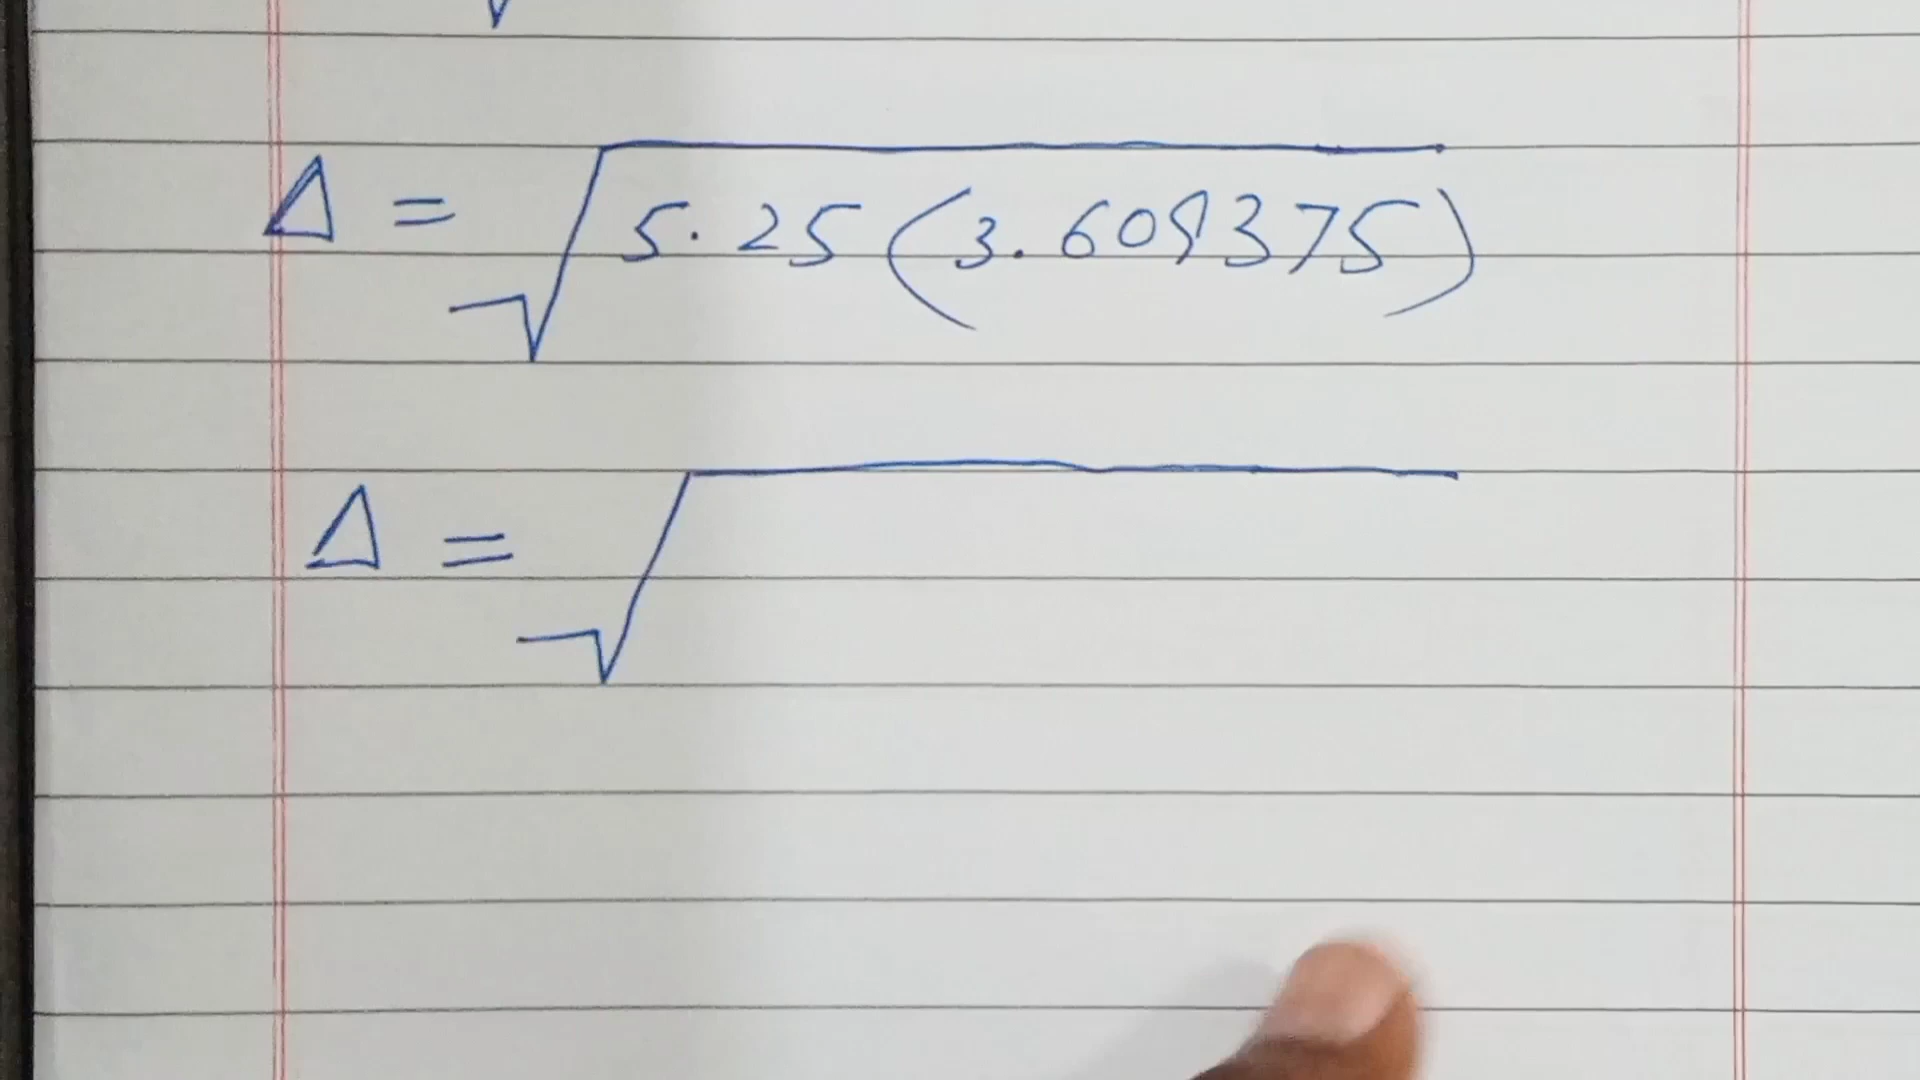 Δ = √5.25(3.609375)
Δ = √